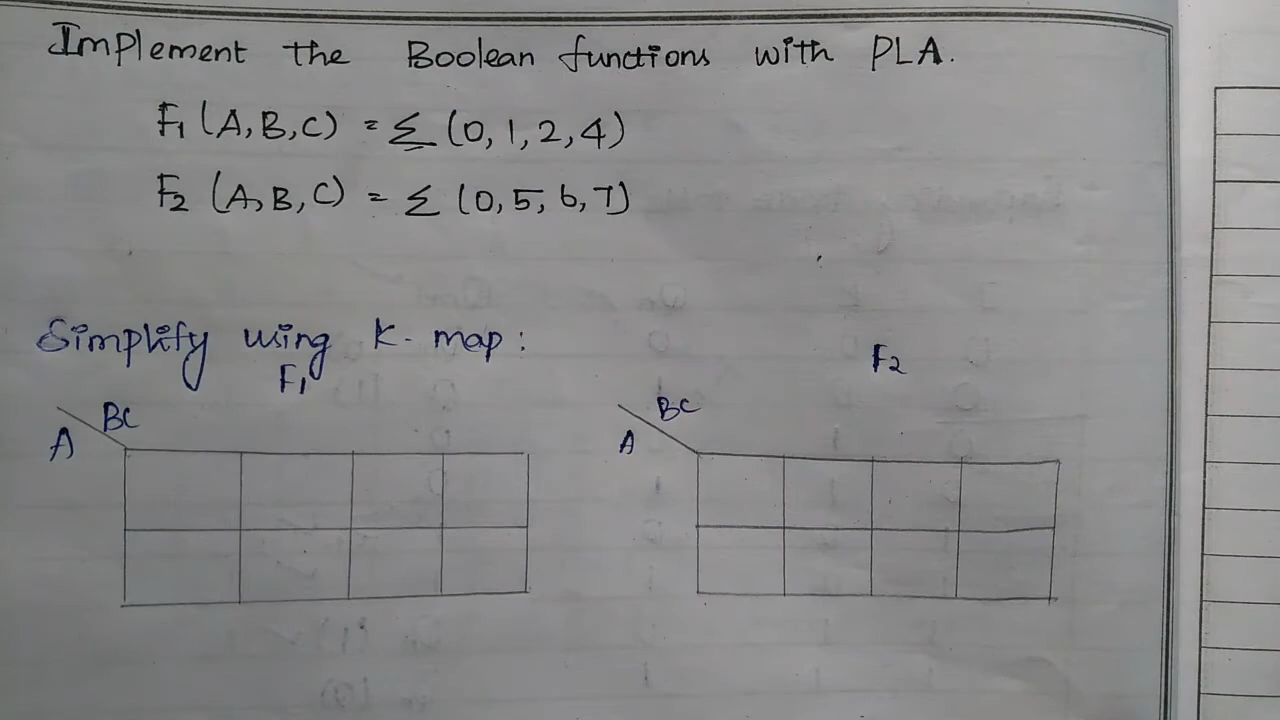 Implement the Boolean functions with PLA.
F1 (A, B, C) = Σ (0, 1, 2, 4)
F2 (A, B, C) = Σ (0, 5, 6, 7)
Simplify using K-map:
F1
F2
BC
A
BC
A